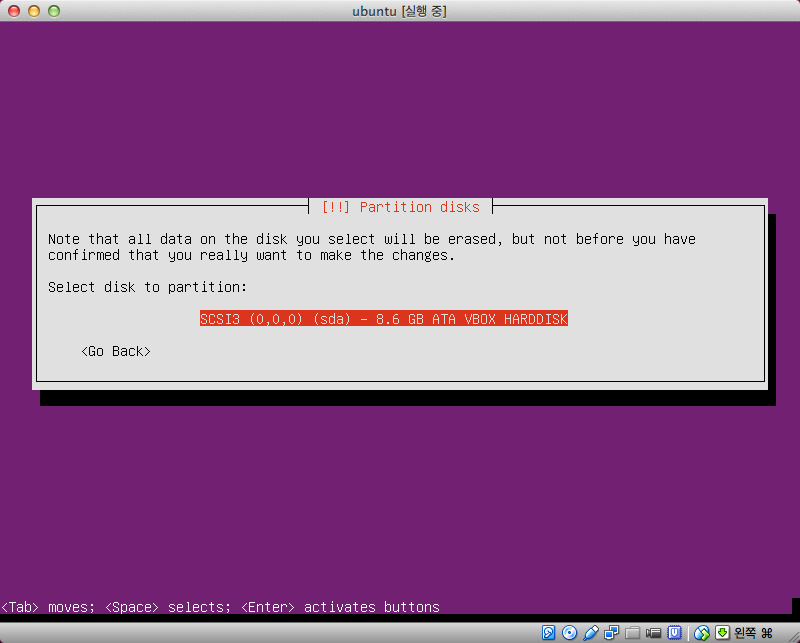 ubuntu [실행 중]
[!!] Partition disks
Note that all data on the disk you select will be erased, but not before you have
confirmed that you really want to make the changes.
Select disk to partition:
SCSI3 (0,0,0) (sda) - 8.6 GB ATA VBOX HARDDISK
<Go Back>
<Tab> moves; <Space> selects; <Enter> activates buttons
왼쪽 ⌘